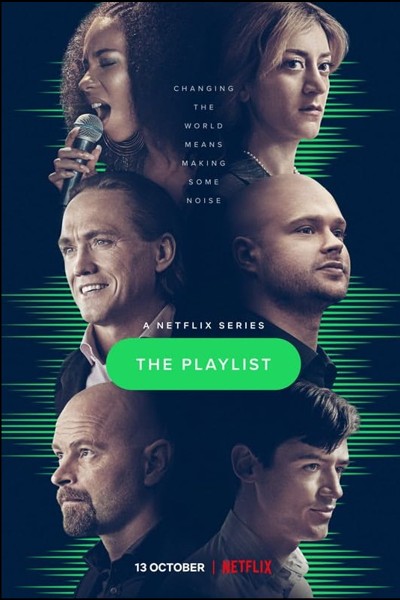 CHANGING
THE
WORLD
MEANS
MAKING
SOME
NOISE
A NETFLIX SERIES
THE PLAYLIST
13 OCTOBER | NETFLIX